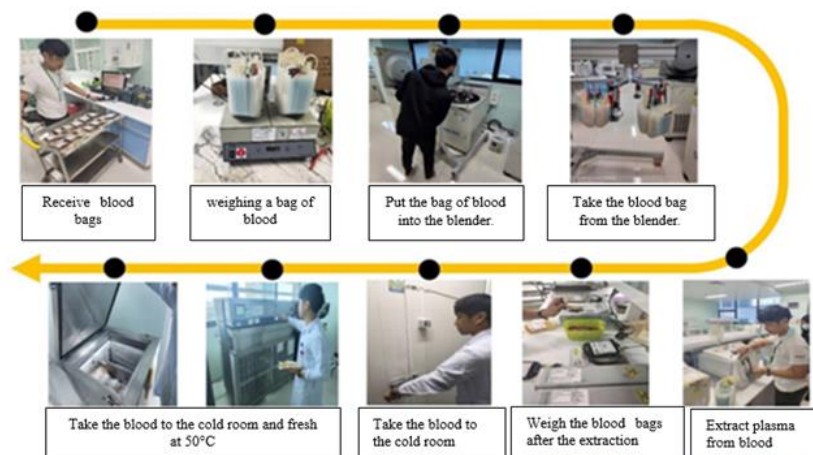 Receive blood
bags
weighing a bag of
blood
Put the bag of blood
into the blender.
Take the blood bag
from the blender.
Take the blood to the cold room and fresh
at 50°C
Take the blood to
the cold room
Weigh the blood bags
after the extraction
Extract plasma
from blood